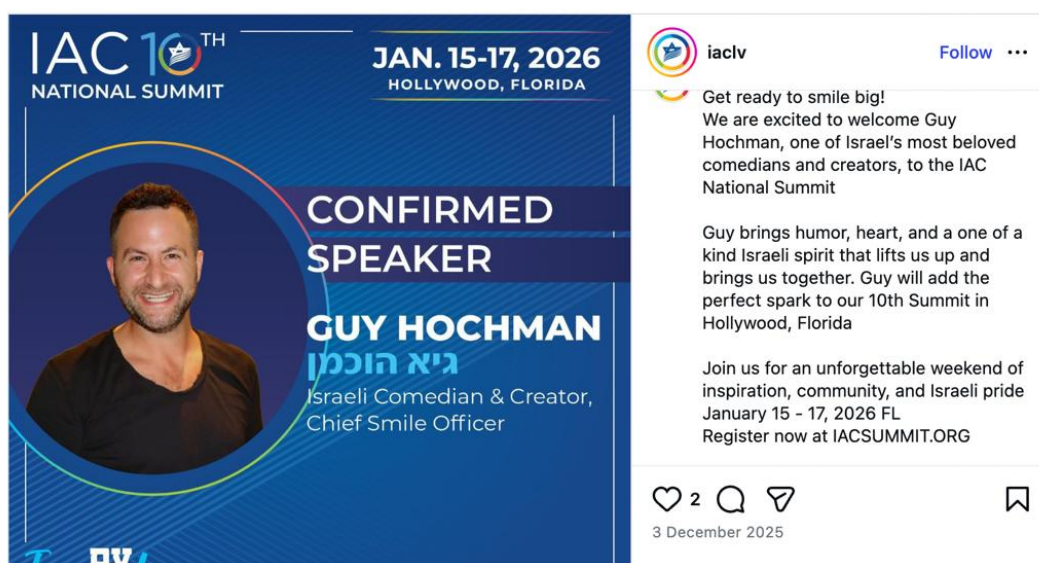 IAC 10TH
NATIONAL SUMMIT
JAN. 15-17, 2026
HOLLYWOOD, FLORIDA
CONFIRMED
SPEAKER
GUY HOCHMAN
גיא הוכמן
Israeli Comedian & Creator,
Chief Smile Officer
iaclv
Follow
Get ready to smile big!
We are excited to welcome Guy
Hochman, one of Israel's most beloved
comedians and creators, to the IAC
National Summit
Guy brings humor, heart, and a one of a
kind Israeli spirit that lifts us up and
brings us together. Guy will add the
perfect spark to our 10th Summit in
Hollywood, Florida
Join us for an unforgettable weekend of
inspiration, community, and Israeli pride
January 15 - 17, 2026 FL
Register now at IACSUMMIT.ORG
2
3 December 2025